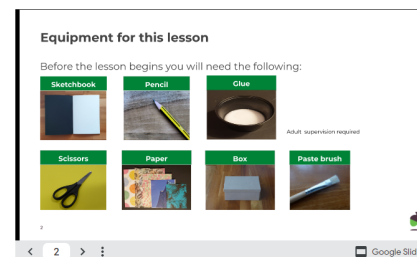 Equipment for this lesson
Before the lesson begins you will need the following:
Sketchbook
Pencil
Glue
Adult supervision required
Scissors
Paper
Box
Paste brush
2
2
Google Slid